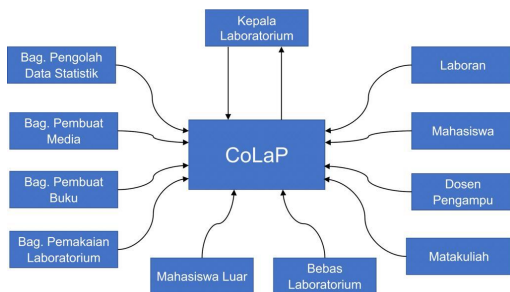 Kepala
Laboratorium
Bag. Pengolah
Data Statistik
Laboran
Bag. Pembuat
Media
Mahasiswa
CoLaP
Bag. Pembuat
Buku
Dosen
Pengampu
Bag. Pemakaian
Laboratorium
Matakuliah
Mahasiswa Luar
Bebas
Laboratorium